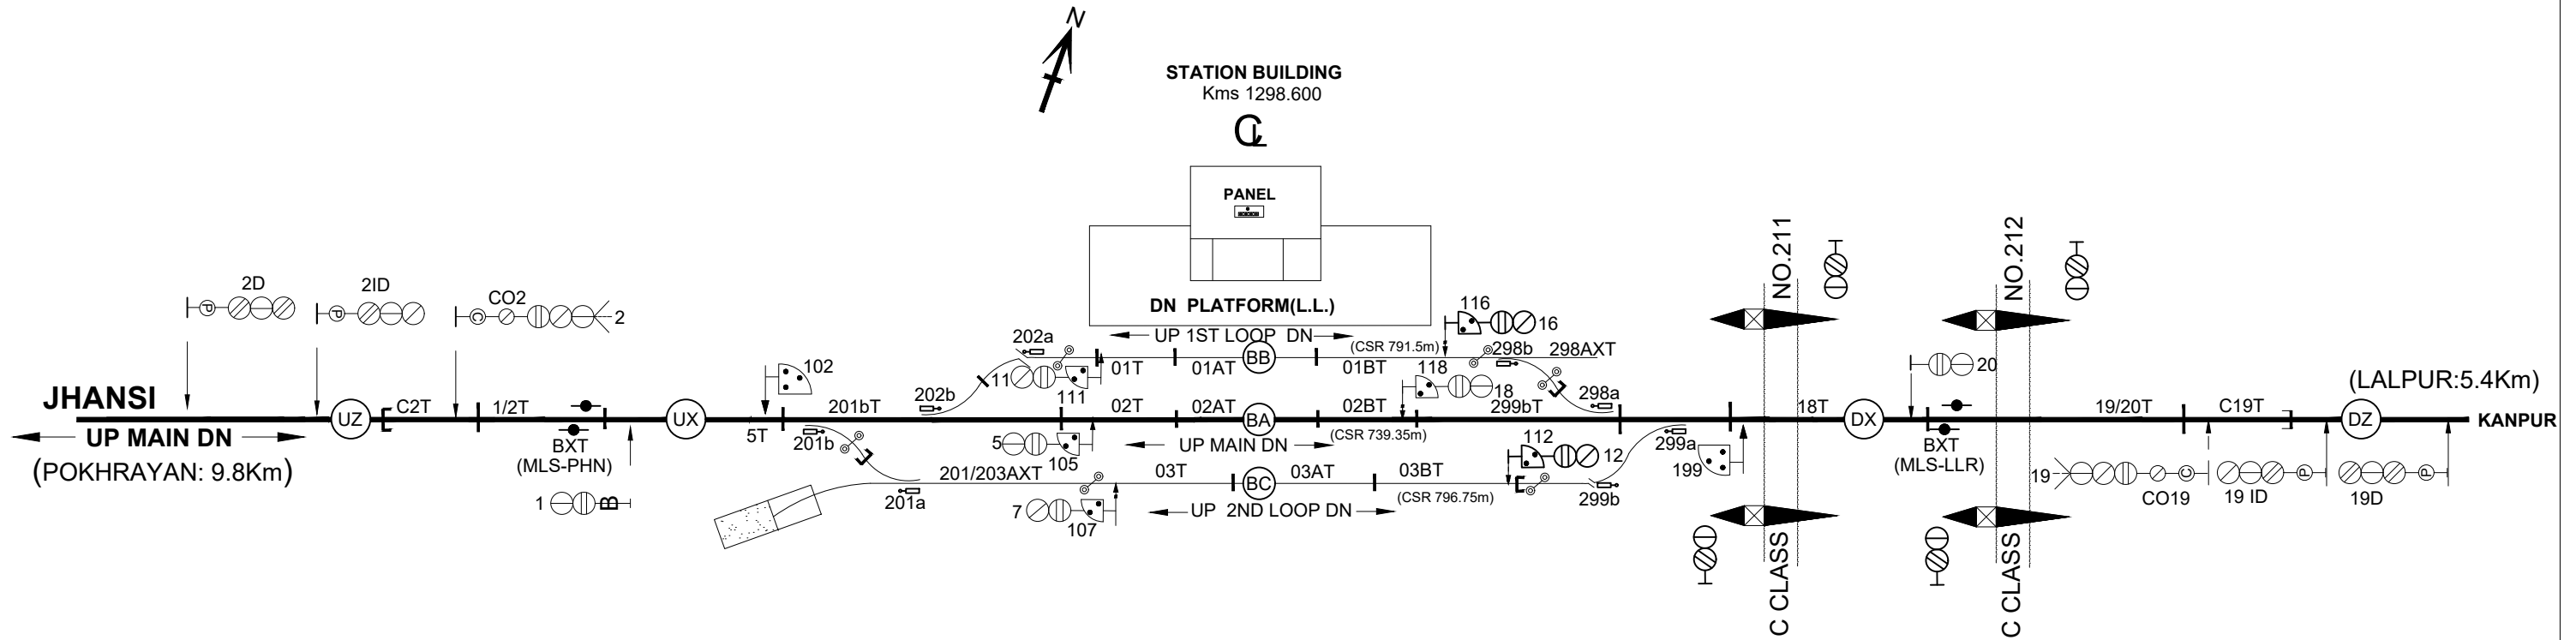 N
STATION BUILDING
Kms 1298.600
CL
PANEL
DN PLATFORM(L.L.)
UP 1ST LOOP DN
2D
P
2ID
P
CO2
C
2
102
202a
202b
11
111
01T
01AT
BB
01BT
(CSR 791.5m)
116
16
298b
298AXT
298a
118
18
NO.211
NO.212
20
(LALPUR:5.4Km)
JHANSI
UP MAIN DN
(POKHRAYAN: 9.8Km)
UZ
C2T
1/2T
BXT
(MLS-PHN)
UX
5T
201bT
201b
02T
02AT
BA
02BT
(CSR 739.35m)
299bT
18T
DX
BXT
(MLS-LLR)
19/20T
C19T
DZ
KANPUR
5
105
UP MAIN DN
112
12
299a
199
19
C
CO19
P
19 ID
P
19D
1
B
201a
201/203AXT
7
107
03T
BC
03AT
03BT
(CSR 796.75m)
299b
UP 2ND LOOP DN
C CLASS
C CLASS